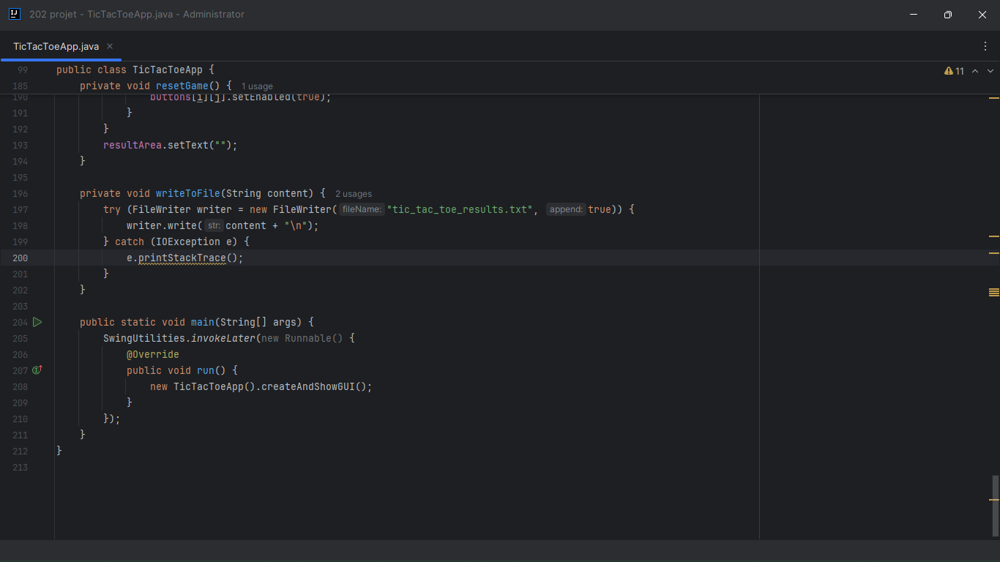 202 projet - TicTacToeApp.java - Administrator
TicTacToeApp.java
99 public class TicTacToeApp { 11
185 private void resetGame() { 1 usage
190 buttons[i][j].setEnabled(true);
191 }
192 }
193 resultArea.setText("");
194 }
195
196 private void writeToFile(String content) { 2 usages
197 try (FileWriter writer = new FileWriter( fileName: "tic_tac_toe_results.txt", append: true)) {
198 writer.write( str: content + "\n");
199 } catch (IOException e) {
200 e.printStackTrace();
201 }
202 }
203
204 public static void main(String[] args) {
205 SwingUtilities.invokeLater(new Runnable() {
206 @Override
207 public void run() {
208 new TicTacToeApp().createAndShowGUI();
209 }
210 });
211 }
212 }
213